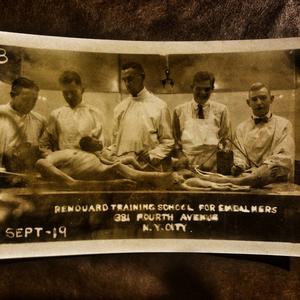 RENOUARD TRAINING SCHOOL FOR EMBALMERS
381 FOURTH AVENUE
N.Y. CITY.
SEPT-19